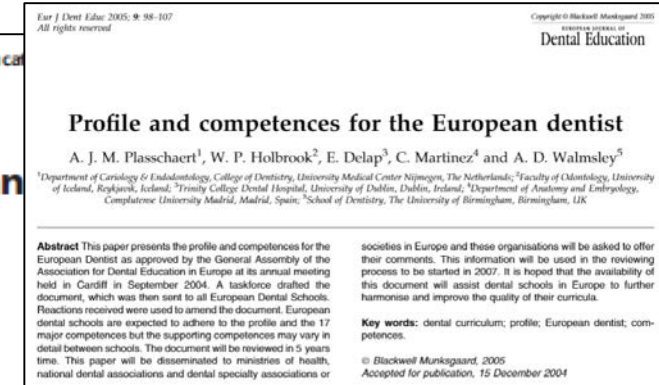 Eur J Dent Educ 2005; 9: 98–107
All rights reserved
Copyright © Blackwell Munksgaard 2005
EUROPEAN JOURNAL OF
Dental Education
Profile and competences for the European dentist
A. J. M. Plasschaert1, W. P. Holbrook2, E. Delap3, C. Martinez4 and A. D. Walmsley5
1Department of Cariology & Endodontology, College of Dentistry, University Medical Center Nijmegen, The Netherlands; 2Faculty of Odontology, University
of Iceland, Reykjavik, Iceland; 3Trinity College Dental Hospital, University of Dublin, Dublin, Ireland; 4Department of Anatomy and Embryology,
Complutense University Madrid, Madrid, Spain; 5School of Dentistry, The University of Birmingham, Birmingham, UK
Abstract This paper presents the profile and competences for the
European Dentist as approved by the General Assembly of the
Association for Dental Education in Europe at its annual meeting
held in Cardiff in September 2004. A taskforce drafted the
document, which was then sent to all European Dental Schools.
Reactions received were used to amend the document. European
dental schools are expected to adhere to the profile and the 17
major competences but the supporting competences may vary in
detail between schools. The document will be reviewed in 5 years
time. This paper will be disseminated to ministries of health,
national dental associations and dental specialty associations or
societies in Europe and these organisations will be asked to offer
their comments. This information will be used in the reviewing
process to be started in 2007. It is hoped that the availability of
this document will assist dental schools in Europe to further
harmonise and improve the quality of their curricula.
Key words: dental curriculum; profile; European dentist; com-
petences.
© Blackwell Munksgaard, 2005
Accepted for publication, 15 December 2004